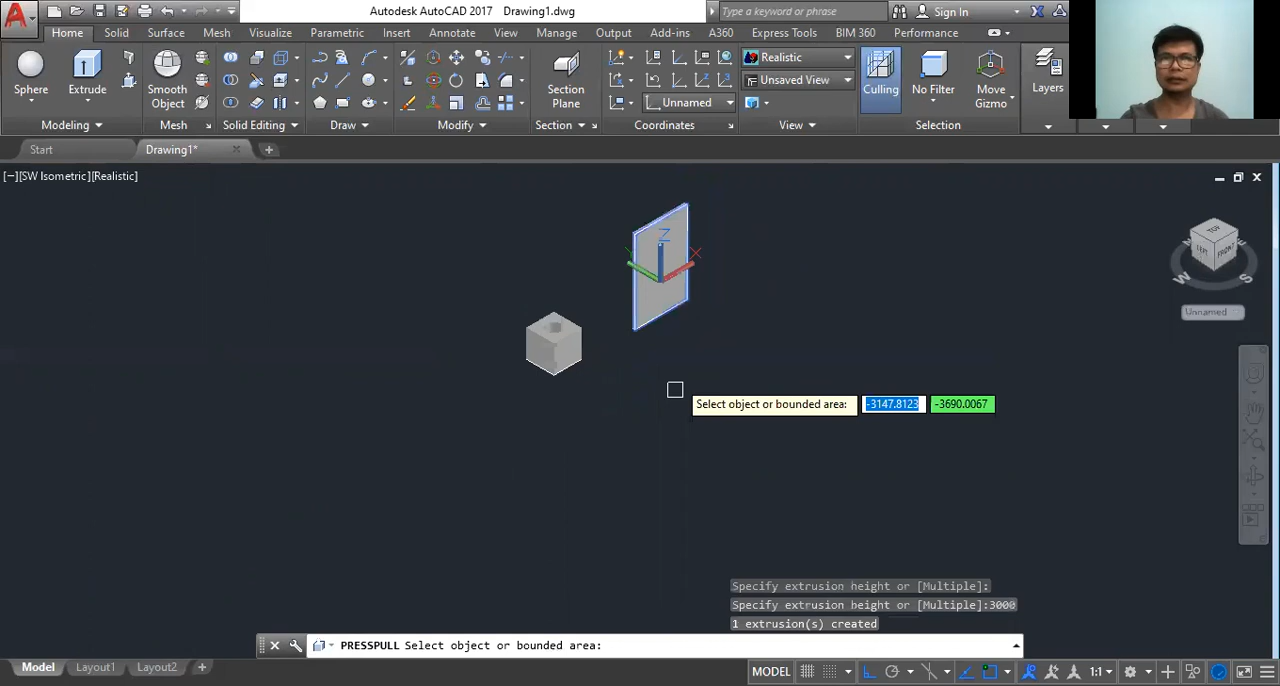 Autodesk AutoCAD 2017 Drawing1.dwg
Type a keyword or phrase
Sign In
Home Solid Surface Mesh Visualize Parametric Insert Annotate View Manage Output Add-ins A360 Express Tools BIM 360 Performance
Sphere
Extrude
Smooth
Object
Section
Plane
Realistic
Unsaved View
Unnamed
Culling
No Filter
Move
Gizmo
Layers
Modeling
Mesh
Solid Editing
Draw
Modify
Section
Coordinates
View
Selection
Start
Drawing1*
[−][SW Isometric][Realistic]
Z
X
TOP
LEFT
FRONT
W
S
Unnamed
Select object or bounded area:
-3147.8123
-3690.0067
Specify extrusion height or [Multiple]:
Specify extrusion height or [Multiple]:3000
1 extrusion(s) created
PRESSPULL Select object or bounded area:
Model
Layout1
Layout2
MODEL
1:1